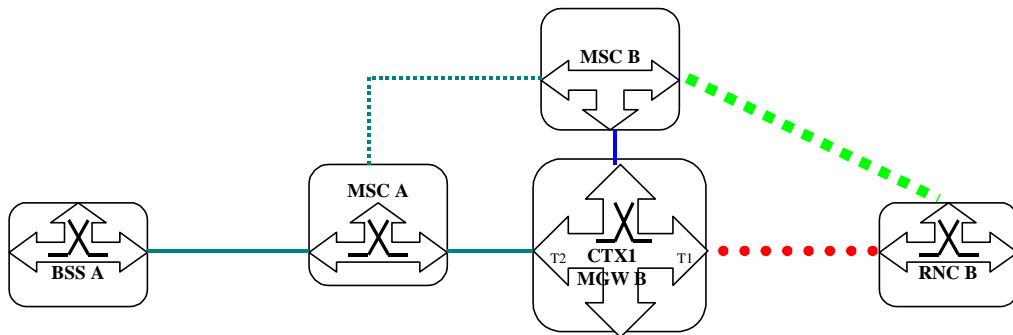 MSC B
MSC A
BSS A
T2
CTX1
T1
MGW B
RNC B